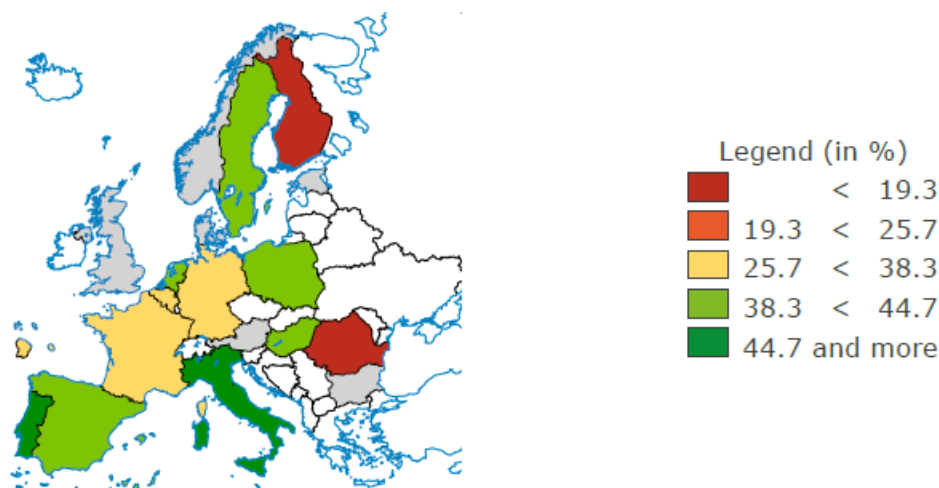 Legend (in %)
< 19.3
19.3 < 25.7
25.7 < 38.3
38.3 < 44.7
44.7 and more